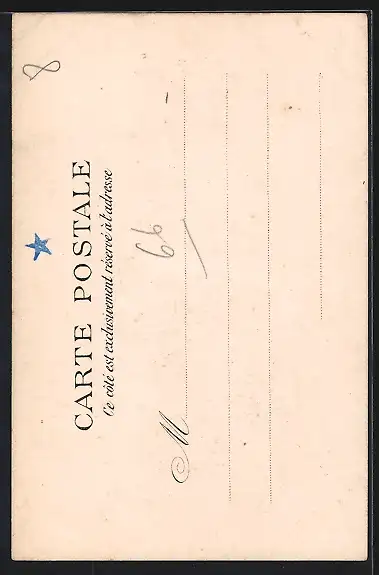 8
CARTE POSTALE
Ce côté est exclusivement réservé à l'adresse
M
66